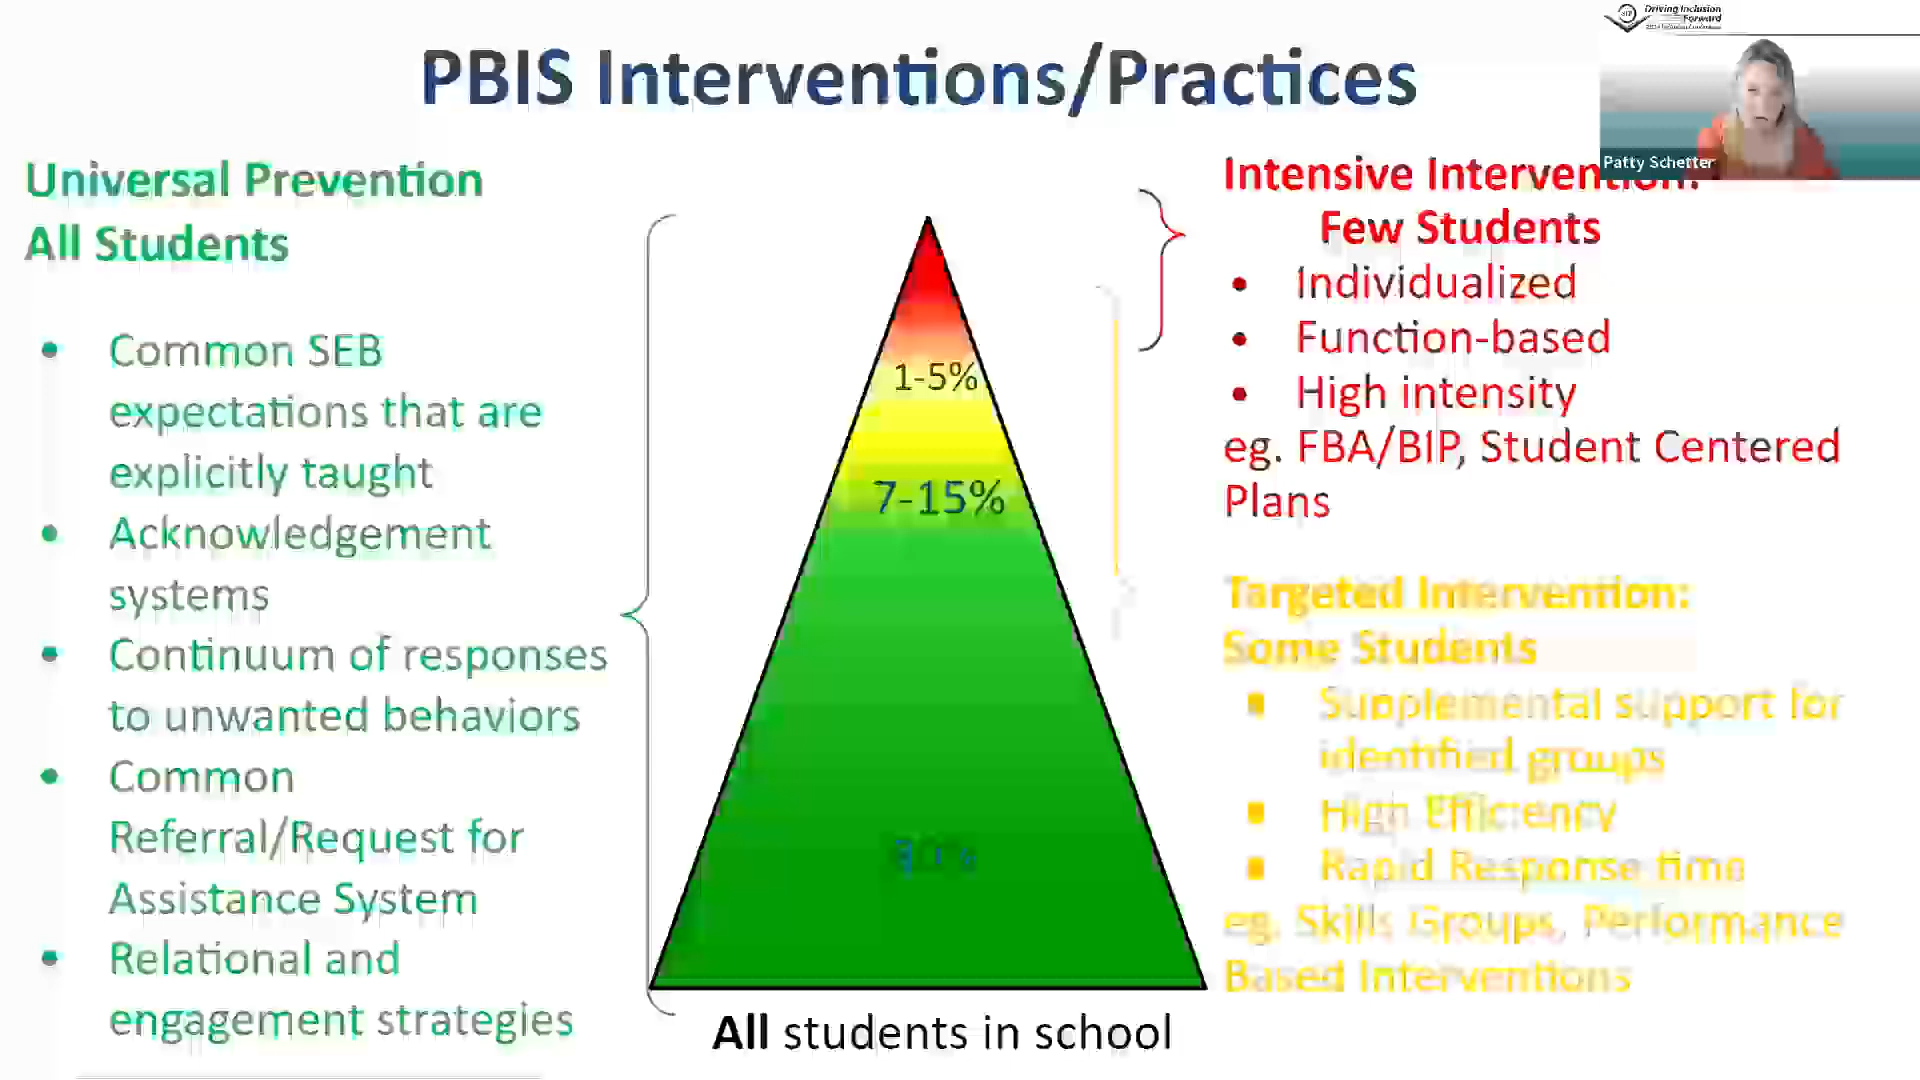 Driving Inclusion
Forward
PBIS Interventions/Practices
Patty Schetter
Universal Prevention
All Students
• Common SEB
expectations that are
explicitly taught
• Acknowledgement
systems
• Continuum of responses
to unwanted behaviors
• Common
Referral/Request for
Assistance System
• Relational and
engagement strategies
1-5%
7-15%
All students in school
Intensive Intervention:
Few Students
• Individualized
• Function-based
• High intensity
eg. FBA/BIP, Student Centered
Plans
Targeted Intervention:
Some Students
▪ Supplemental support for
identified groups
▪ High Efficiency
▪ Rapid Response time
eg. Skills Groups, Performance
Based Interventions